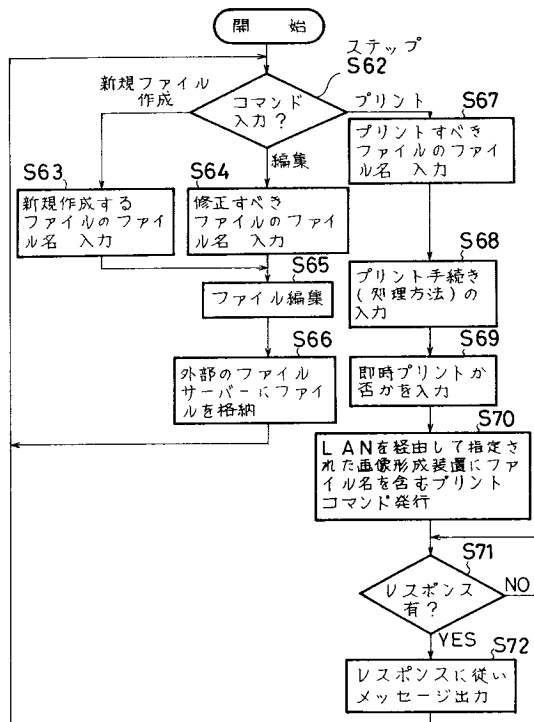 開 始
ステップ
S62
新規ファイル
作成
コマンド
入力？
プリント
編集
S67
プリントすべき
ファイルのファイ
ル名 入力
S63
新規作成する
ファイルのファイ
ル名 入力
S64
修正すべき
ファイルのファ
イル名 入力
S65
ファイル編集
S66
外部のファイル
サーバーにファイ
ルを格納
S68
プリント手続き
(処理方法)の
入力
S69
即時プリントか
否かを入力
S70
LANを経由して指定さ
れた画像形成装置にファ
イル名を含むプリント
コマンド発行
S71
レスポンス
有？
NO
YES
S72
レスポンスに従い
メッセージ出力